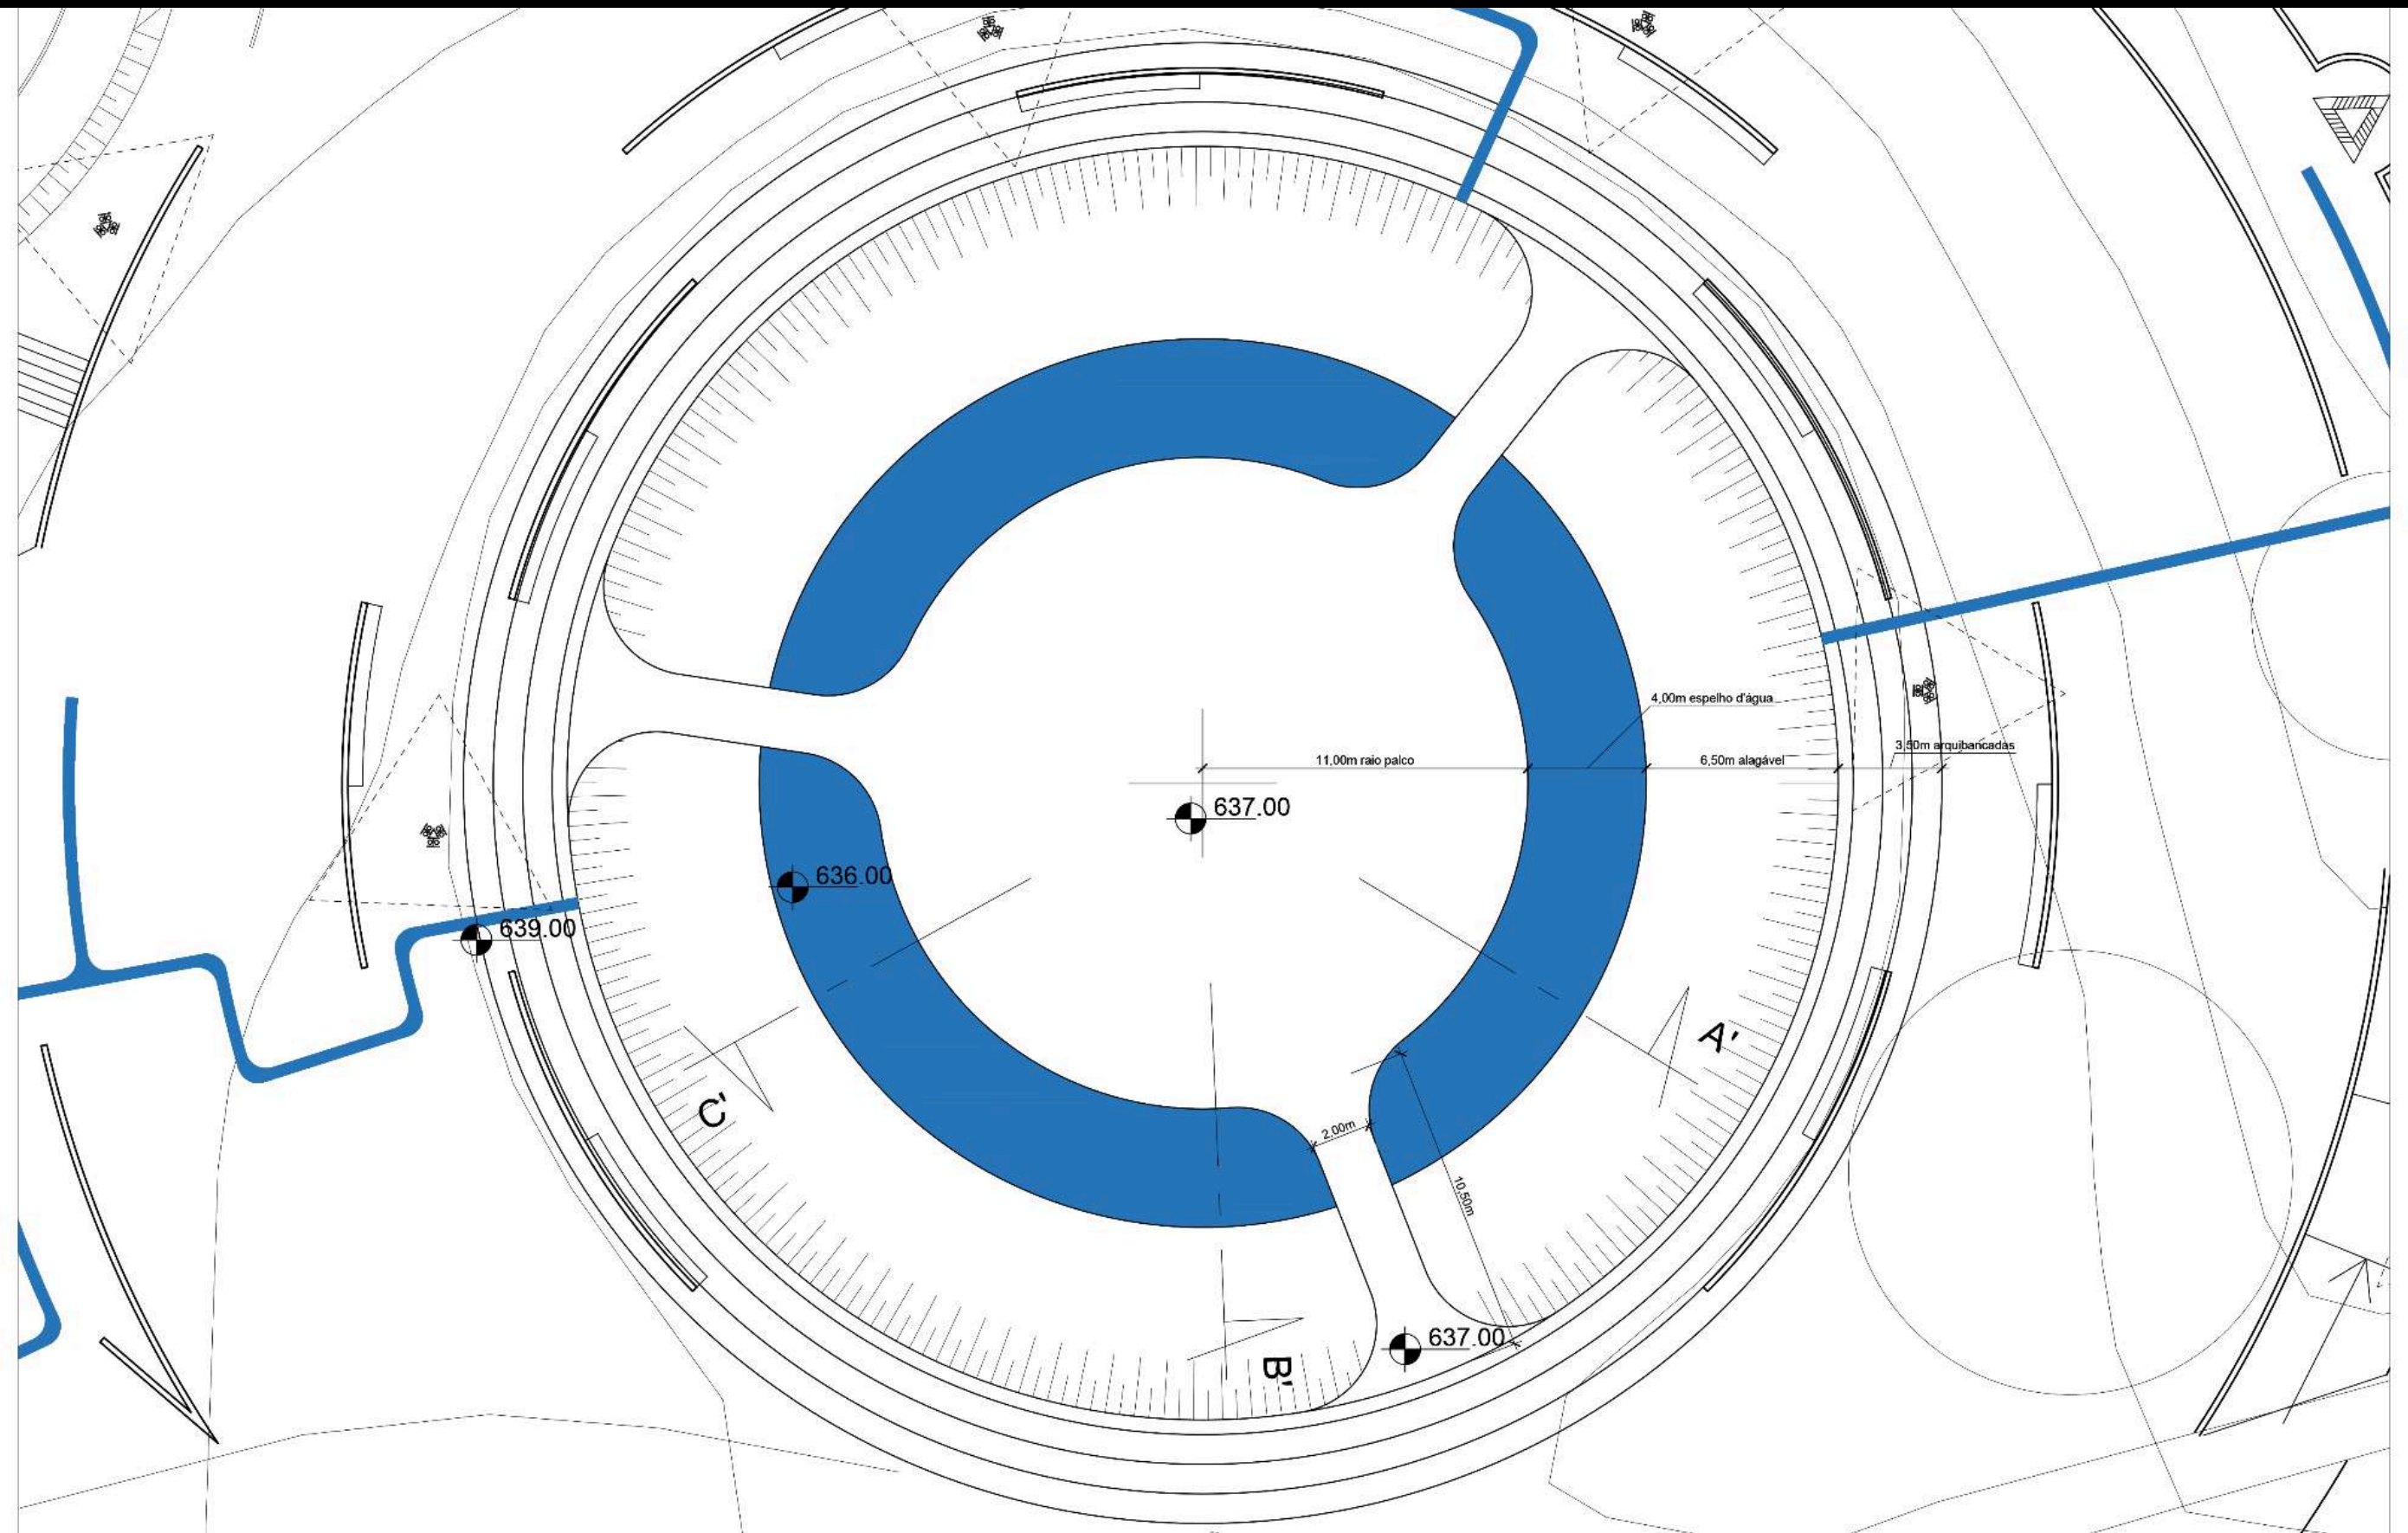 4,00m espelho d'água
3,50m arquibancadas
11,00m raio palco
6,50m alagável
637.00
636.00
639.00
A'
C'
2,00m
10,50m
637.00
B'